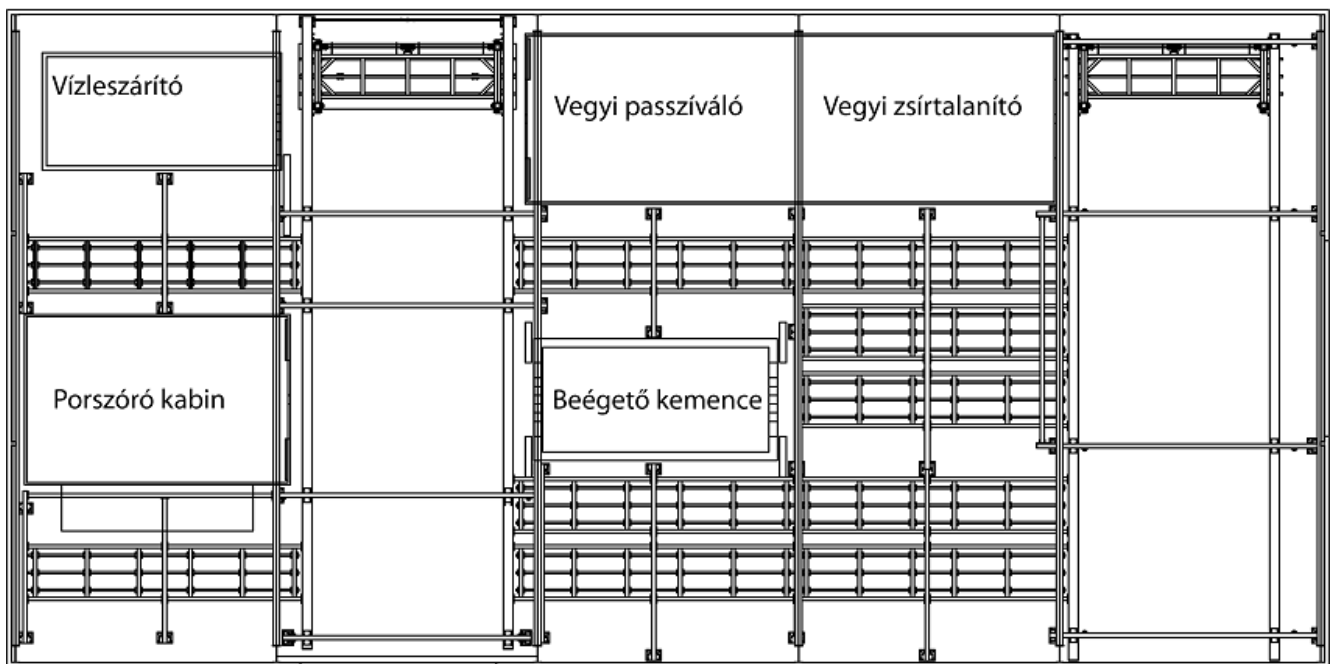 Vízleszárító
Vegyi passzíváló
Vegyi zsírtalanító
Porszóró kabin
Beégető kemence